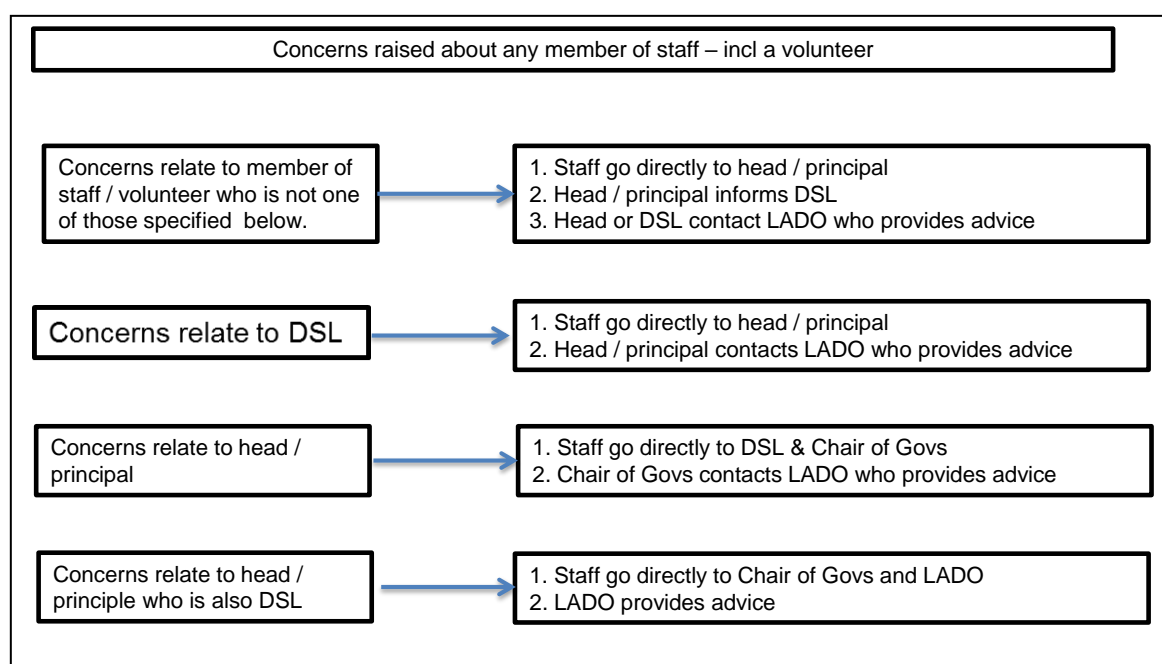 Concerns raised about any member of staff – incl a volunteer
Concerns relate to member of
staff / volunteer who is not one
of those specified  below.
1. Staff go directly to head / principal
2. Head / principal informs DSL
3. Head or DSL contact LADO who provides advice
Concerns relate to DSL
1. Staff go directly to head / principal
2. Head / principal contacts LADO who provides advice
Concerns relate to head /
principal
1. Staff go directly to DSL & Chair of Govs
2. Chair of Govs contacts LADO who provides advice
Concerns relate to head /
principle who is also DSL
1. Staff go directly to Chair of Govs and LADO
2. LADO provides advice